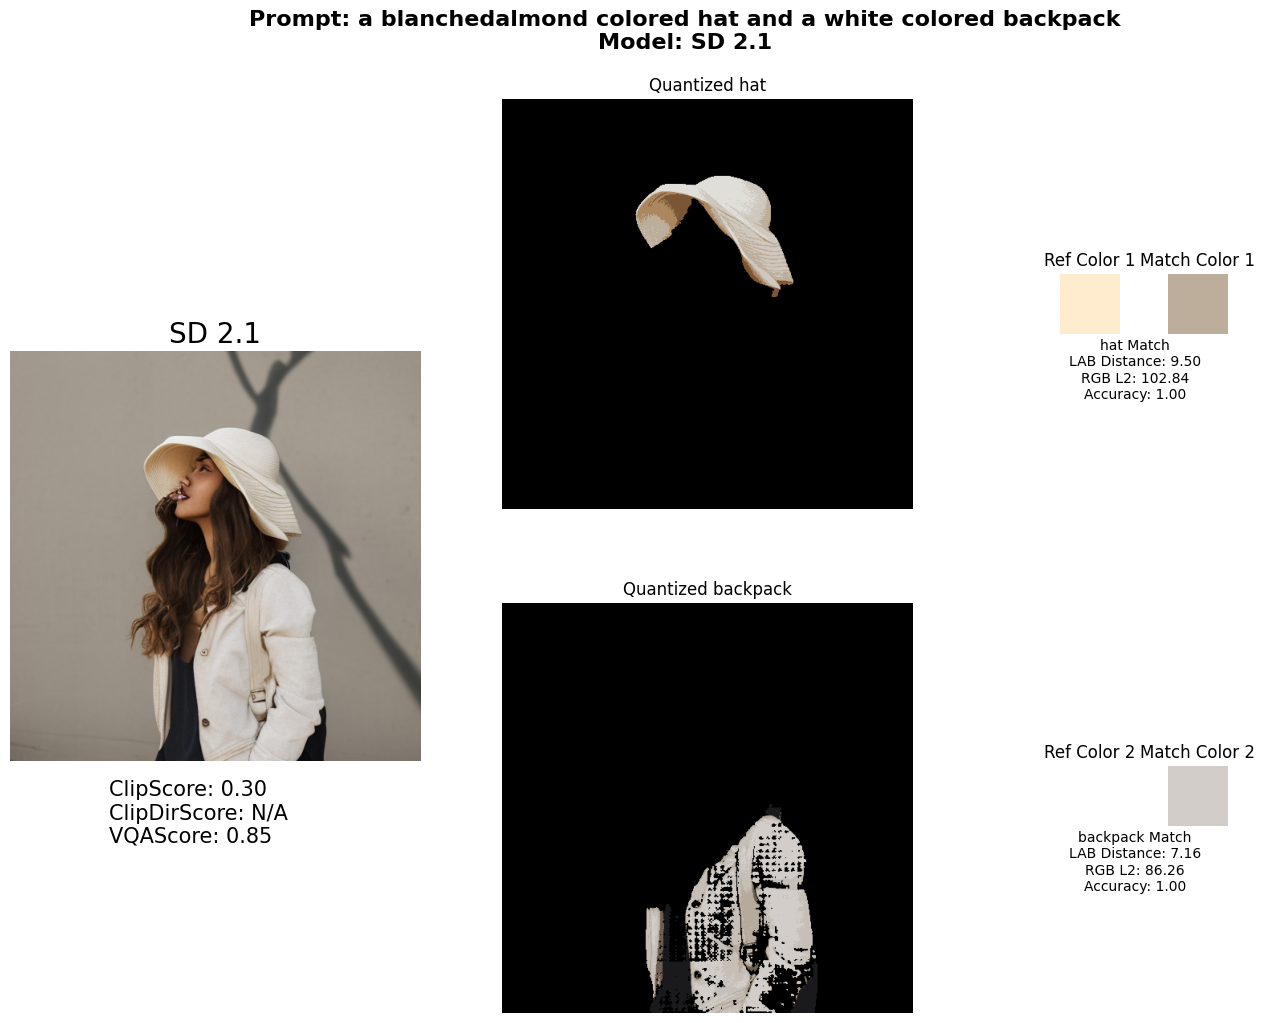 Prompt: a blanchedalmond colored hat and a white colored backpack
Model: SD 2.1
Quantized hat
Ref Color 1 Match Color 1
hat Match
LAB Distance: 9.50
RGB L2: 102.84
Accuracy: 1.00
SD 2.1
ClipScore: 0.30
ClipDirScore: N/A
VQAScore: 0.85
Quantized backpack
Ref Color 2 Match Color 2
backpack Match
LAB Distance: 7.16
RGB L2: 86.26
Accuracy: 1.00